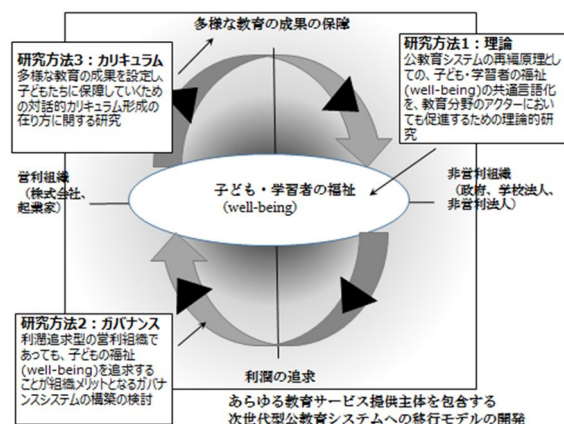 多様な教育の成果の保障
研究方法3：カリキュラム
多様な教育の成果を設定し、
子どもたちに保障していくため
の対話的カリキュラム形成の
在り方に関する研究
研究方法1：理論
公教育システムの再編原理と
しての、子ども・学習者の福祉
(well-being)の共通言語化
を、教育分野のアクターにおい
ても促進するための理論的研
究
営利組織
（株式会社、
起業家）
子ども・学習者の福祉
(well-being)
非営利組織
（政府、学校法人、
非営利法人）
研究方法2：ガバナンス
利潤追求型の営利組織で
あっても、子どもの福祉
(well-being)を追求する
ことが組織メリットとなるガバナ
ンスシステムの構築の検討
利潤の追求
あらゆる教育サービス提供主体を包含する
次世代型公教育システムへの移行モデルの開発